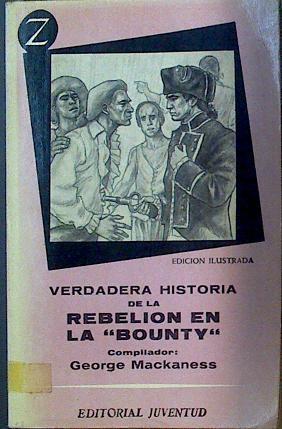 Z
EDICION ILUSTRADA
VERDADERA HISTORIA
DE LA
REBELION EN
LA "BOUNTY"
Compilador:
George Mackaness
EDITORIAL JUVENTUD